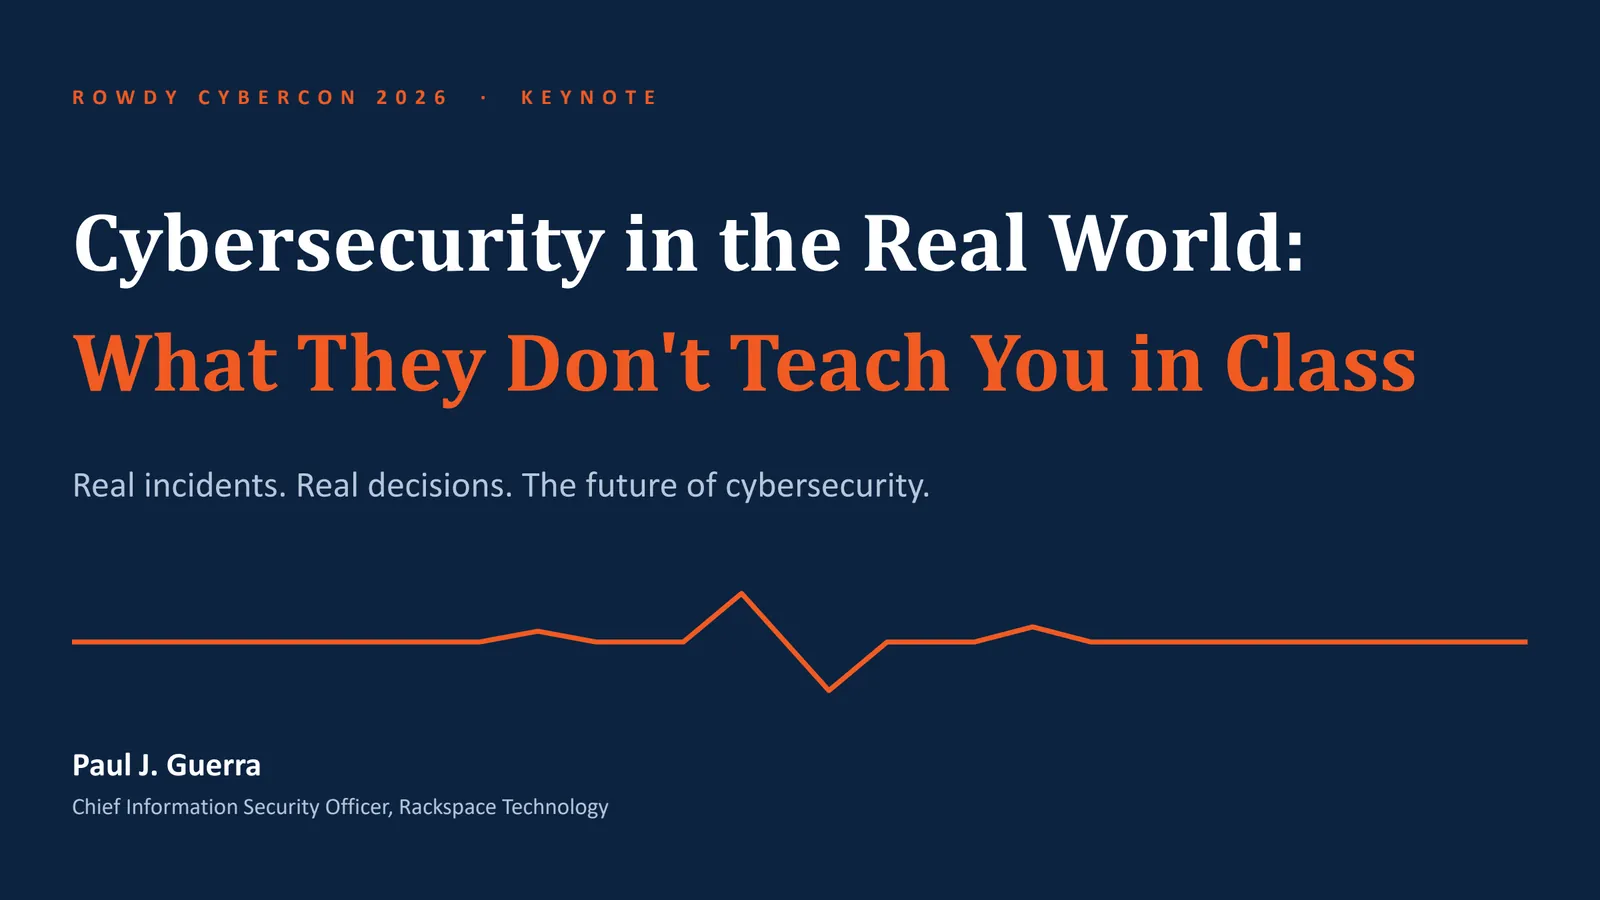 ROWDY CYBERCON 2026 · KEYNOTE
Cybersecurity in the Real World:
What They Don't Teach You in Class
Real incidents. Real decisions. The future of cybersecurity.
Paul J. Guerra
Chief Information Security Officer, Rackspace Technology